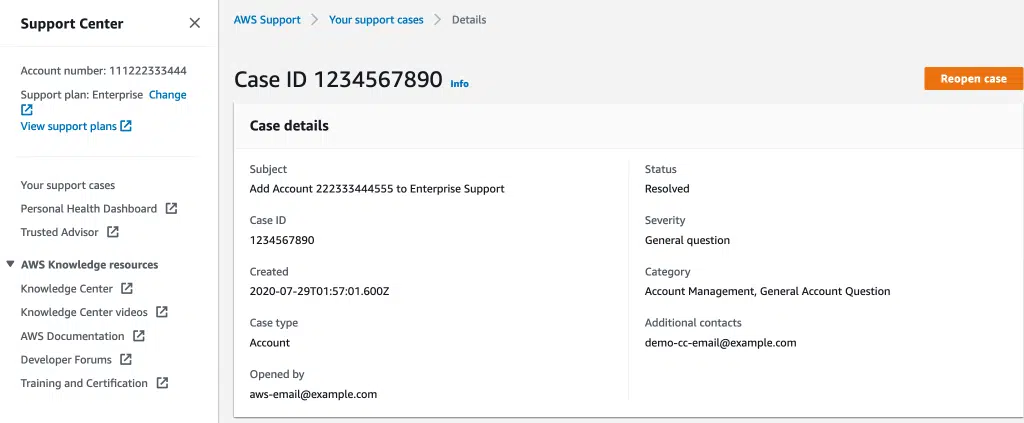 Support Center
Account number: 111222333444
Support plan: Enterprise Change
View support plans
Your support cases
Personal Health Dashboard
Trusted Advisor
AWS Knowledge resources
Knowledge Center
Knowledge Center videos
AWS Documentation
Developer Forums
Training and Certification
AWS Support > Your support cases > Details
Case ID 1234567890 Info
Reopen case
Case details
Subject
Add Account 222333444555 to Enterprise Support
Case ID
1234567890
Created
2020-07-29T01:57:01.600Z
Case type
Account
Opened by
aws-email@example.com
Status
Resolved
Severity
General question
Category
Account Management, General Account Question
Additional contacts
demo-cc-email@example.com